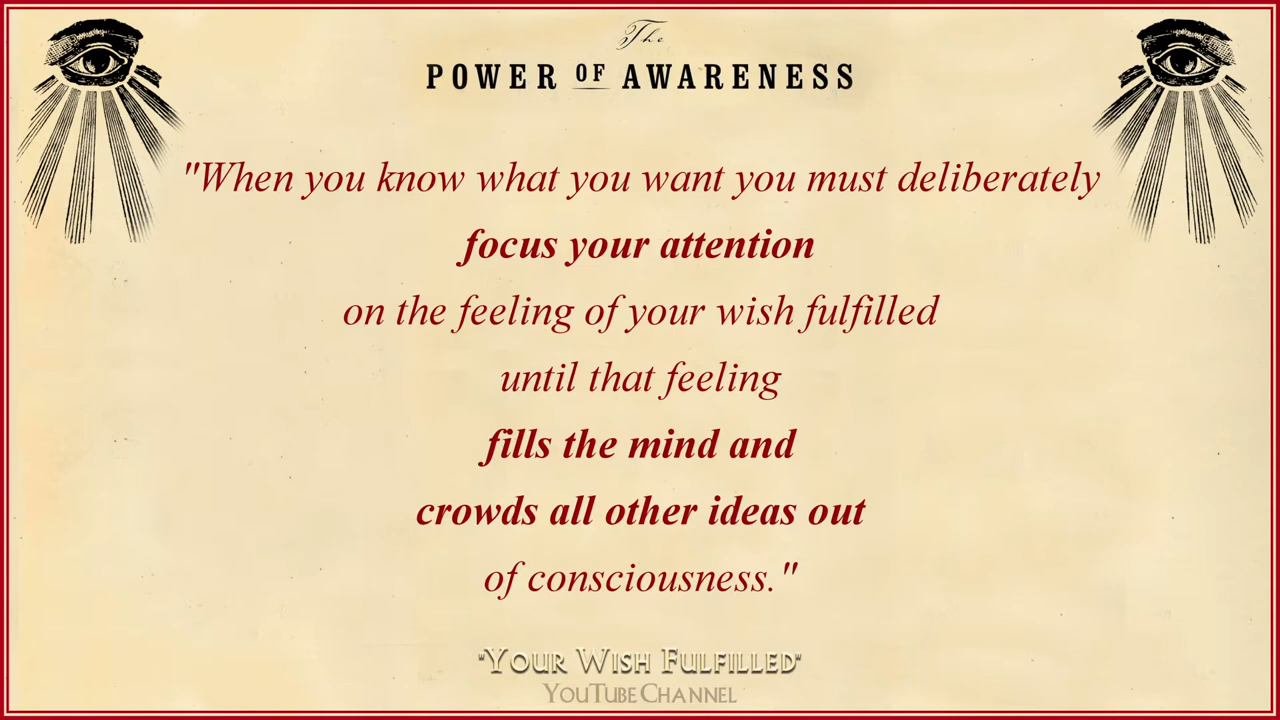 The
POWER OF AWARENESS
"When you know what you want you must deliberately
focus your attention
on the feeling of your wish fulfilled
until that feeling
fills the mind and
crowds all other ideas out
of consciousness."
"Your Wish Fulfilled"
YouTube Channel